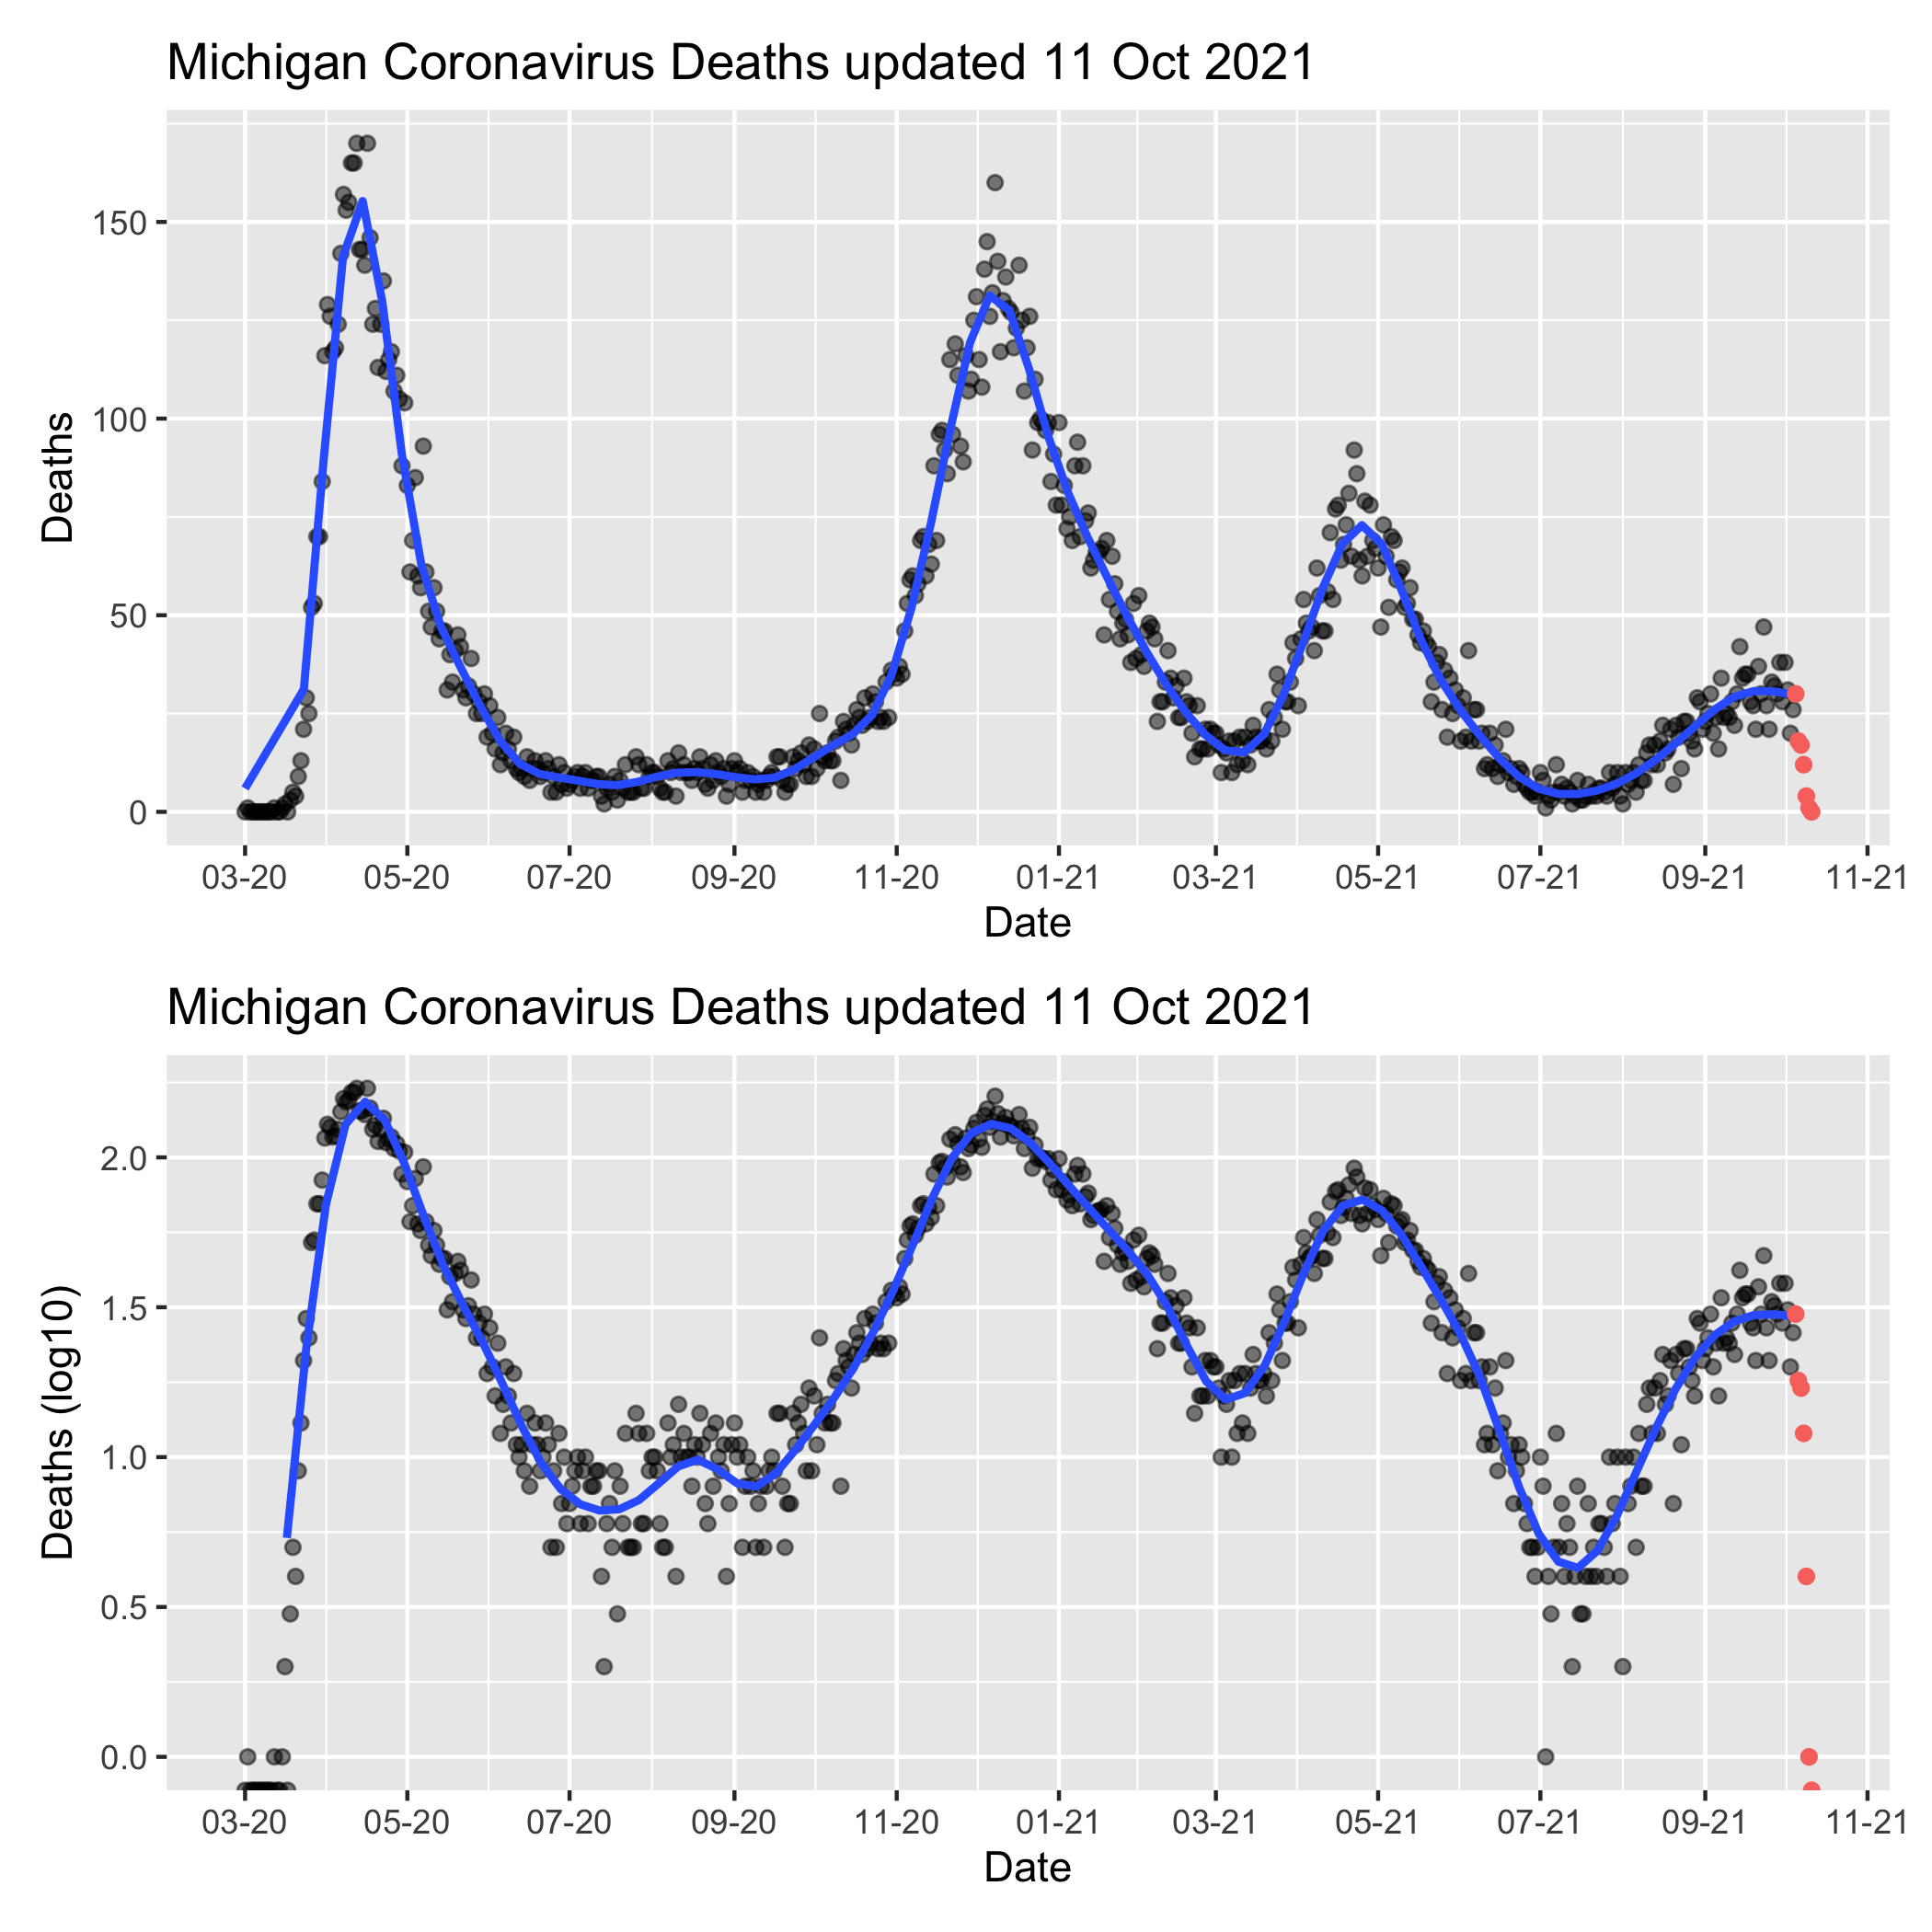 Michigan Coronavirus Deaths updated 11 Oct 2021
150
100
50
0
Deaths
03-20 05-20 07-20 09-20 11-20 01-21 03-21 05-21 07-21 09-21 11-21
Date
Michigan Coronavirus Deaths updated 11 Oct 2021
2.0
1.5
1.0
0.5
0.0
Deaths (log10)
03-20 05-20 07-20 09-20 11-20 01-21 03-21 05-21 07-21 09-21 11-21
Date